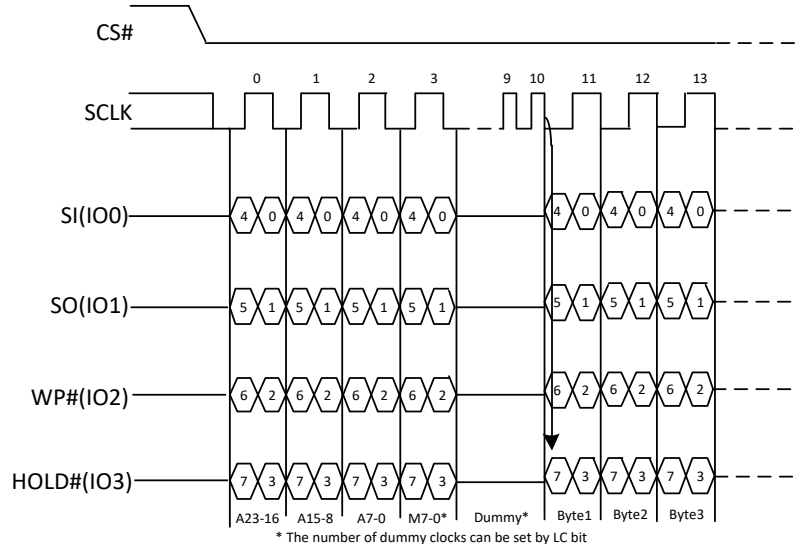 CS#
0 1 2 3 9 10 11 12 13
SCLK
SI(IO0) 4 0 4 0 4 0 4 0 4 0 4 0 4 0
SO(IO1) 5 1 5 1 5 1 5 1 5 1 5 1 5 1
WP#(IO2) 6 2 6 2 6 2 6 2 6 2 6 2 6 2
HOLD#(IO3) 7 3 7 3 7 3 7 3 7 3 7 3 7 3
A23-16 A15-8 A7-0 M7-0* Dummy* Byte1 Byte2 Byte3
* The number of dummy clocks can be set by LC bit